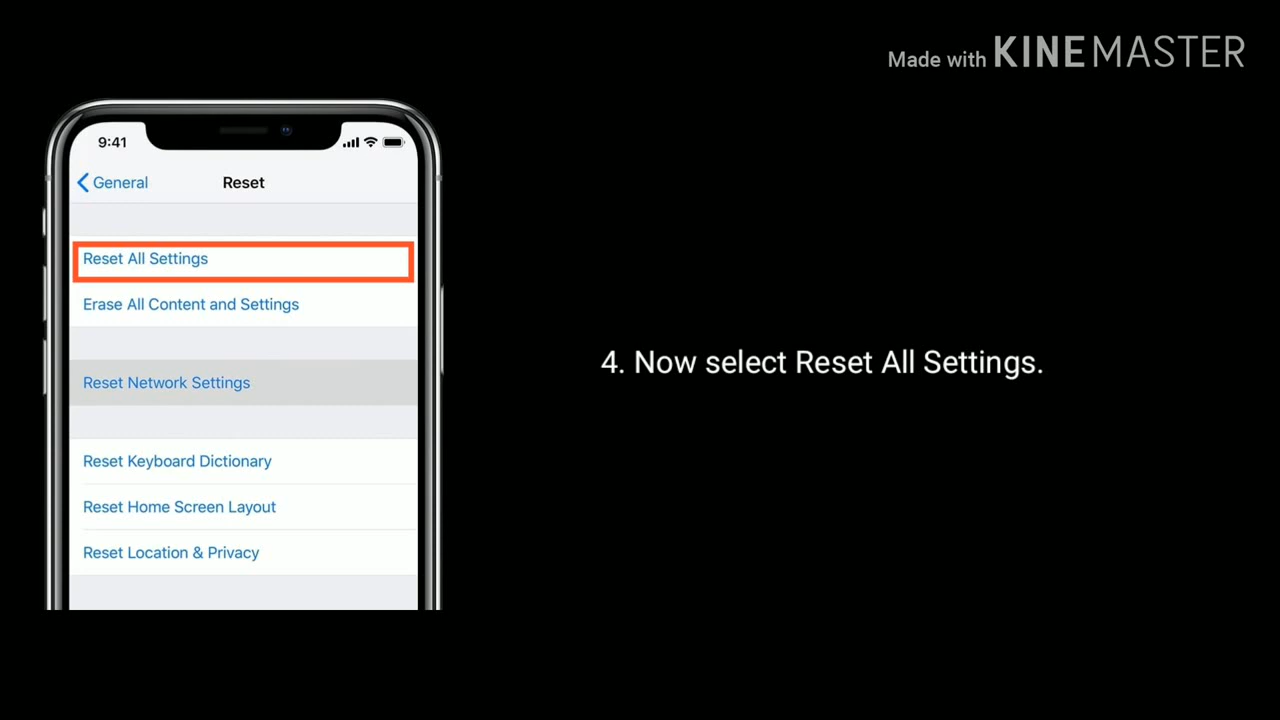 Made with KINEMASTER
9:41
General
Reset
Reset All Settings
Erase All Content and Settings
Reset Network Settings
Reset Keyboard Dictionary
Reset Home Screen Layout
Reset Location & Privacy
4. Now select Reset All Settings.